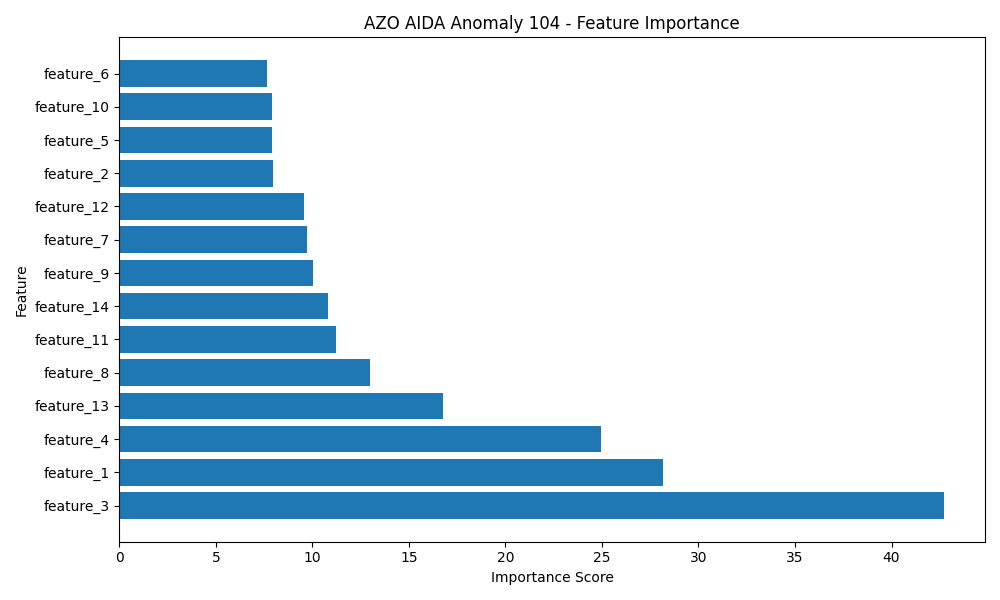 AZO AIDA Anomaly 104 - Feature Importance
feature_6
feature_10
feature_5
feature_2
feature_12
feature_7
feature_9
feature_14
feature_11
feature_8
feature_13
feature_4
feature_1
feature_3
Feature
0 5 10 15 20 25 30 35 40
Importance Score